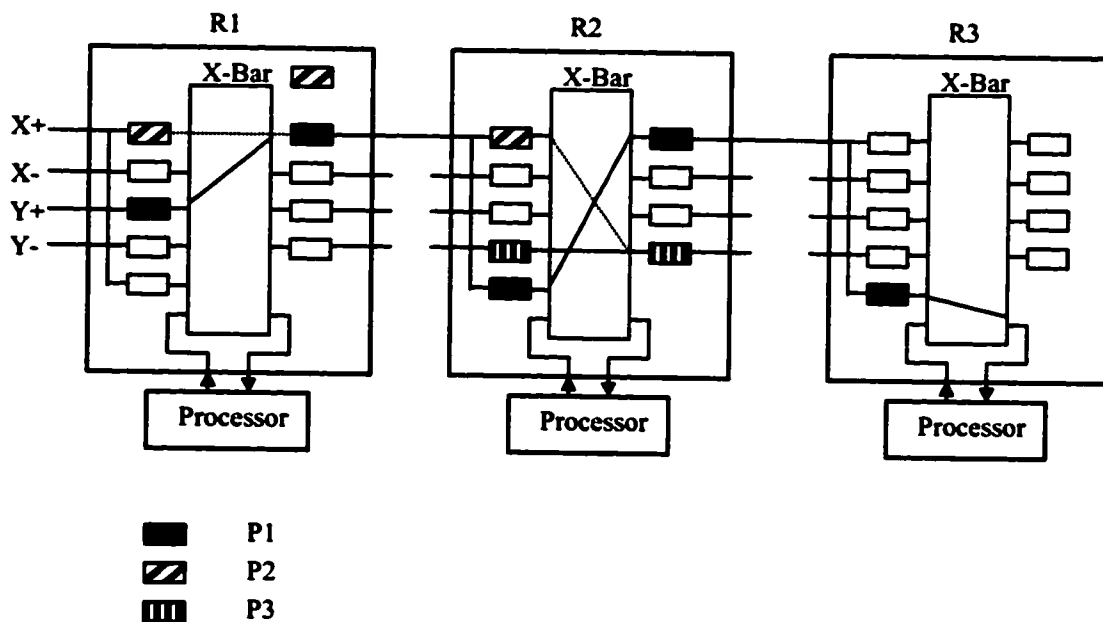 R1
R2
R3
X-Bar
X-Bar
X-Bar
X+
X-
Y+
Y-
Processor
Processor
Processor
P1
P2
P3